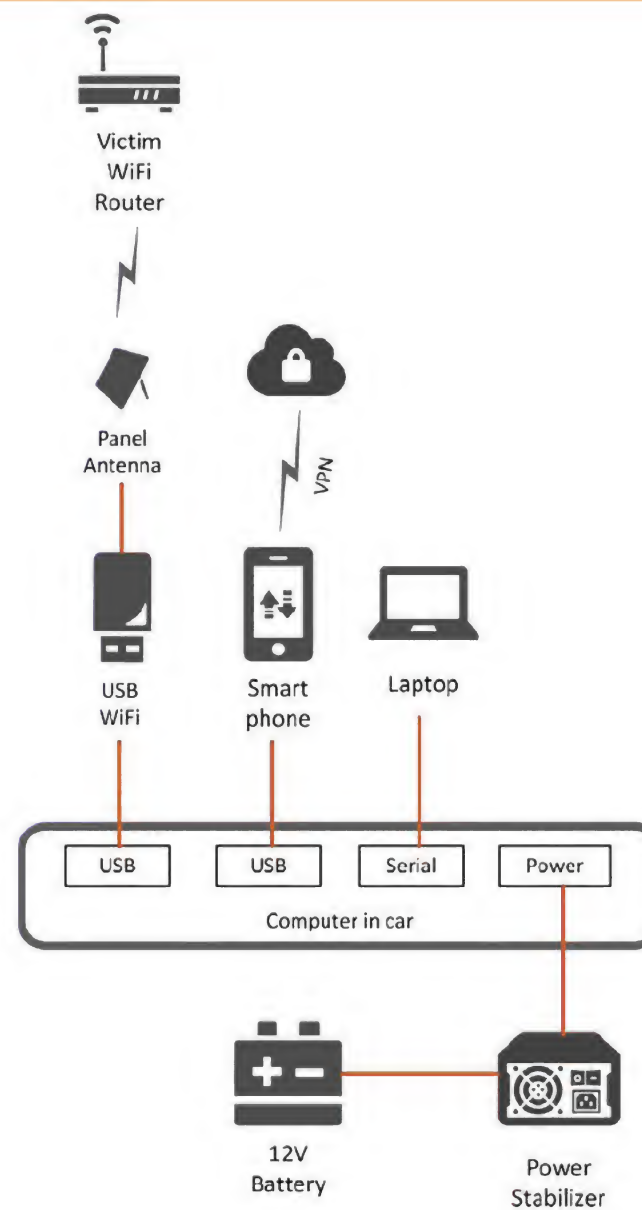 Victim
WiFi
Router
Panel
Antenna
VPN
USB
WiFi
Smart
phone
Laptop
USB
USB
Serial
Power
Computer in car
12V
Battery
Power
Stabilizer